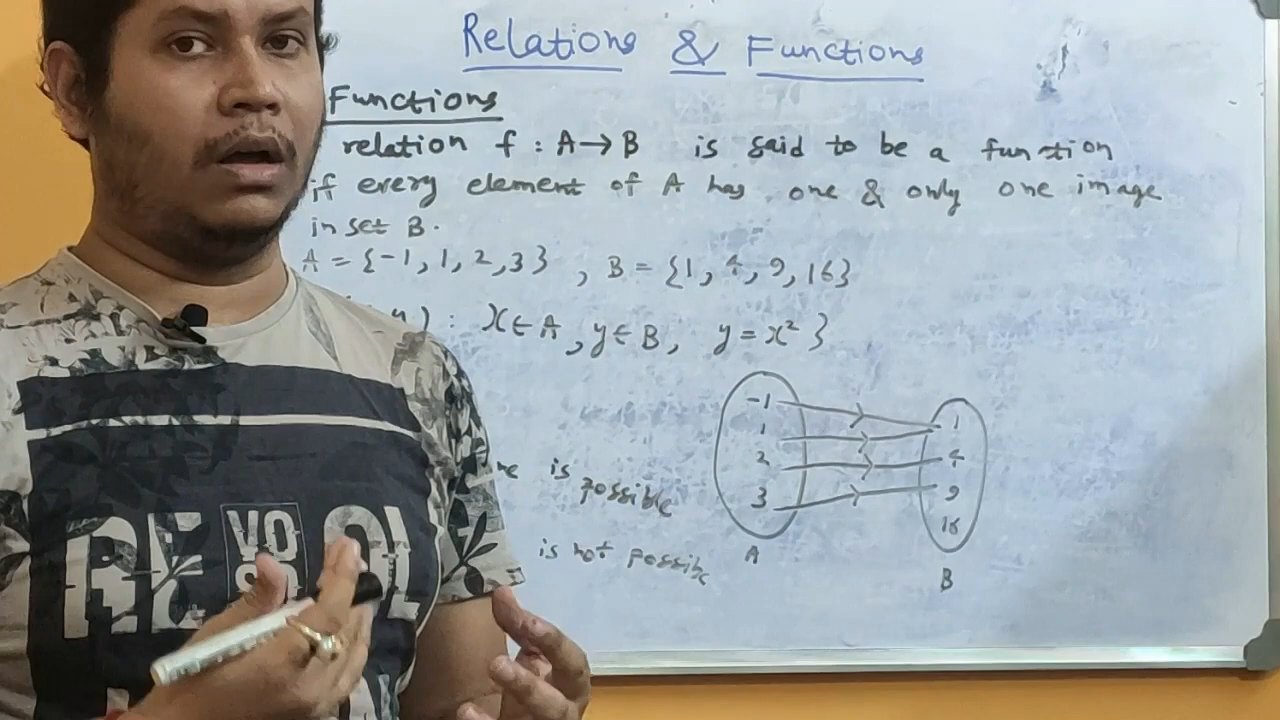 Relations & Functions
Functions
relation f : A→B is said to be a function
if every element of A has one & only one image
in set B.
A = {-1, 1, 2, 3} , B = {1, 4, 9, 16}
y) : x∈A, y∈B, y = x² }
-1
1
2
3
A
1
4
9
16
B
is possible
is not possible
RE VO